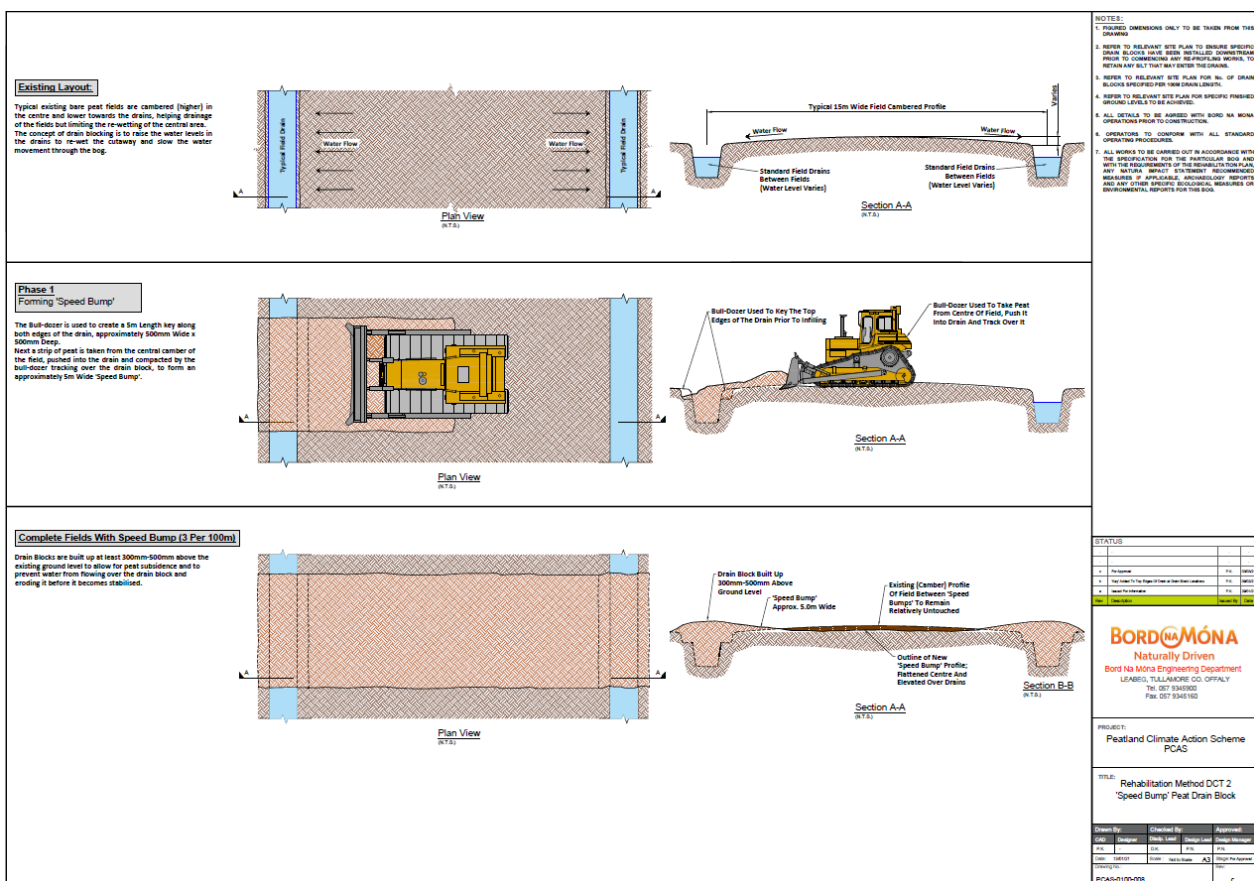 Existing Layout:
Typical existing bare peat fields are cambered (higher) in
the centre and lower towards the drains, helping drainage
of the fields but limiting the re-wetting of the central area.
The concept of drain blocking is to raise the water levels in
the drains to re-wet the cutaway and slow the water
movement through the bog.
Typical Field Drain
Water Flow
Water Flow
Typical Field Drain
A
A
Plan View
(N.T.S.)
Typical 15m Wide Field Cambered Profile
Varies
Water Flow
Water Flow
Standard Field Drains
Between Fields
(Water Level Varies)
Standard Field Drains
Between Fields
(Water Level Varies)
Section A-A
(N.T.S.)
Phase 1
Forming 'Speed Bump'
The Bull-dozer is used to create a 5m Length key along
both edges of the drain, approximately 500mm Wide x
500mm Deep.
Next a strip of peat is taken from the central camber of
the field, pushed into the drain and compacted by the
bull-dozer tracking over the drain block, to form an
approximately 5m Wide 'Speed Bump'.
A
A
Plan View
(N.T.S.)
Bull-Dozer Used To Key The Top
Edges Of The Drain Prior To Infilling
Bull-Dozer Used To Take Peat
From Centre Of Field, Push It
Into Drain And Track Over It
Section A-A
(N.T.S.)
Complete Fields With Speed Bump (3 Per 100m)
Drain Blocks are built up at least 300mm-500mm above the
existing ground level to allow for peat subsidence and to
prevent water from flowing over the drain block and
eroding it before it becomes stabilised.
A
A
Plan View
(N.T.S.)
Drain Block Built Up
300mm-500mm Above
Ground Level
'Speed Bump'
Approx. 5.0m Wide
Existing (Camber) Profile
Of Field Between 'Speed
Bumps' To Remain
Relatively Untouched
Outline of New
'Speed Bump' Profile;
Flattened Centre And
Elevated Over Drains
Section B-B
(N.T.S.)
Section A-A
(N.T.S.)
NOTES:
1. FIGURED DIMENSIONS ONLY TO BE TAKEN FROM THIS
DRAWING
2. REFER TO RELEVANT SITE PLAN TO ENSURE SPECIFIC
DRAIN BLOCKS HAVE BEEN INSTALLED DOWNSTREAM
PRIOR TO COMMENCING ANY RE-PROFILING WORKS, TO
RETAIN ANY SILT THAT MAY ENTER THE DRAINS.
3. REFER TO RELEVANT SITE PLAN FOR No. OF DRAIN
BLOCKS SPECIFIED PER 100M DRAIN LENGTH.
4. REFER TO RELEVANT SITE PLAN FOR SPECIFIC FINISHED
GROUND LEVELS TO BE ACHIEVED.
5. ALL DETAILS TO BE AGREED WITH BORD NA MONA
OPERATIONS PRIOR TO CONSTRUCTION.
6. OPERATORS TO CONFORM WITH ALL STANDARD
OPERATING PROCEDURES.
7. ALL WORKS TO BE CARRIED OUT IN ACCORDANCE WITH
THE SPECIFICATION FOR THE PARTICULAR BOG AND
WITH THE REQUIREMENTS OF THE REHABILITATION PLAN,
ANY NATURA IMPACT STATEMENT RECOMMENDED
MEASURES IF APPLICABLE, ARCHAEOLOGY REPORTS
AND ANY OTHER SPECIFIC ECOLOGICAL MEASURES OR
ENVIRONMENTAL REPORTS FOR THIS BOG.
STATUS
Rev Description Issued By Date
BORD NA MÓNA
Naturally Driven
Bord Na Móna Engineering Department
LEABEG, TULLAMORE CO. OFFALY
Tel. 057 9345900
Fax. 057 9345160
PROJECT:
Peatland Climate Action Scheme
PCAS
TITLE:
Rehabilitation Method DCT 2
'Speed Bump' Peat Drain Block
Drawn By: Checked By: Approved:
CAD Designer Discip. Lead Design Lead Design Manager
P.K. - D.K. P.N. P.N.
Date: Scale: Not to Scale A3 Stage: For Approval
Drawing No.: Rev:
PCAS-0100-008 c